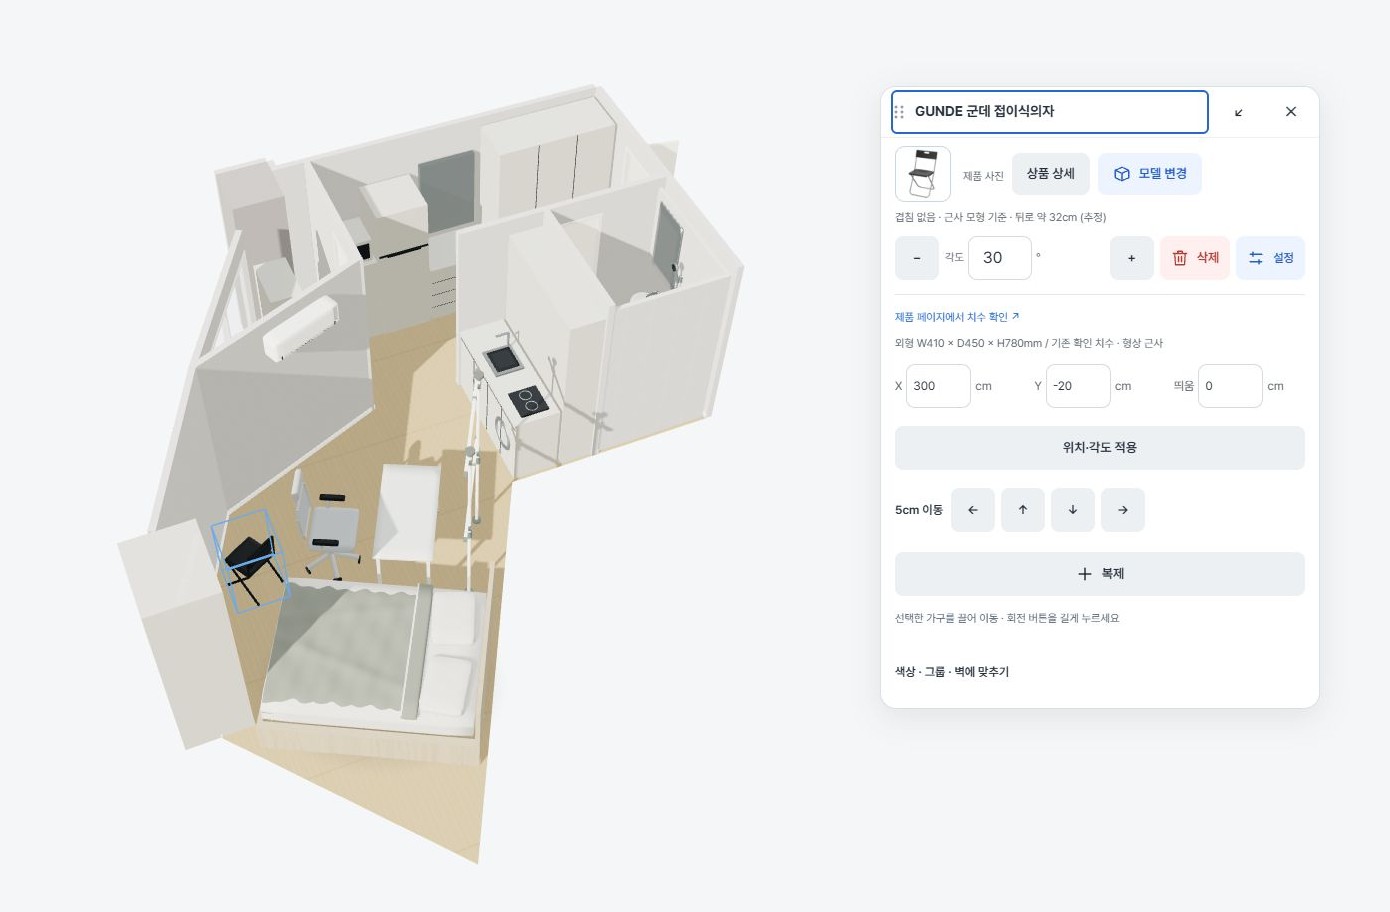 GUNDE 군데 접이식의자
제품 사진
상품 상세
모델 변경
겹침 없음 · 근사 모형 기준 · 뒤로 약 32cm (추정)
− 각도 30 ° + 삭제 설정
제품 페이지에서 치수 확인 ↗
외형 W410 × D450 × H780mm / 기존 확인 치수 · 형상 근사
X 300 cm Y -20 cm 띄움 0 cm
위치·각도 적용
5cm 이동 ← ↑ ↓ →
+ 복제
선택한 가구를 끌어 이동 · 회전 버튼을 길게 누르세요
색상 · 그룹 · 벽에 맞추기